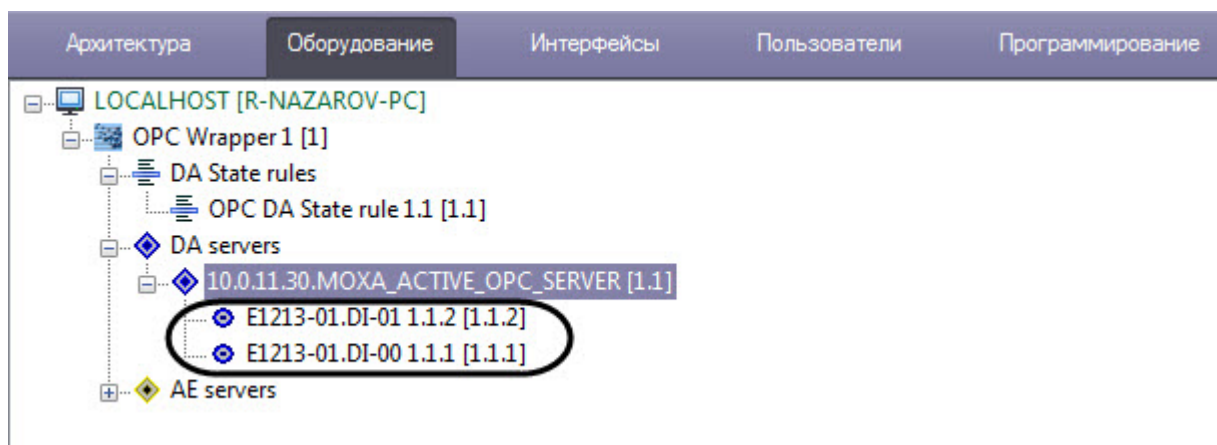 Архитектура Оборудование Интерфейсы Пользователи Программирование
LOCALHOST [R-NAZAROV-PC]
OPC Wrapper 1 [1]
DA State rules
OPC DA State rule 1.1 [1.1]
DA servers
10.0.11.30.MOXA_ACTIVE_OPC_SERVER [1.1]
E1213-01.DI-01 1.1.2 [1.1.2]
E1213-01.DI-00 1.1.1 [1.1.1]
AE servers